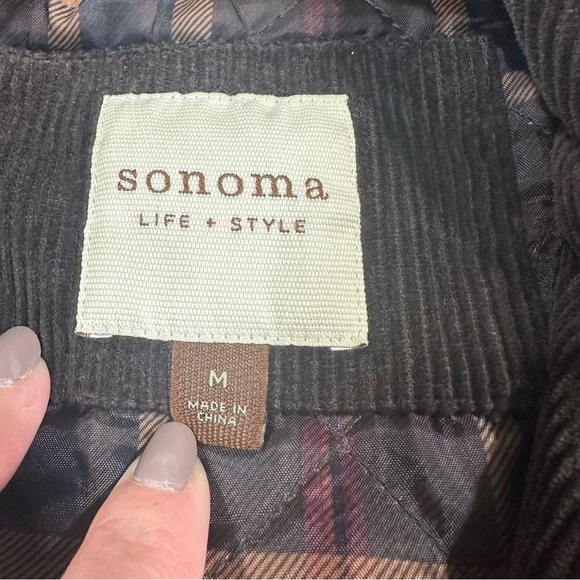 sonoma
LIFE + STYLE
M
MADE IN
CHINA